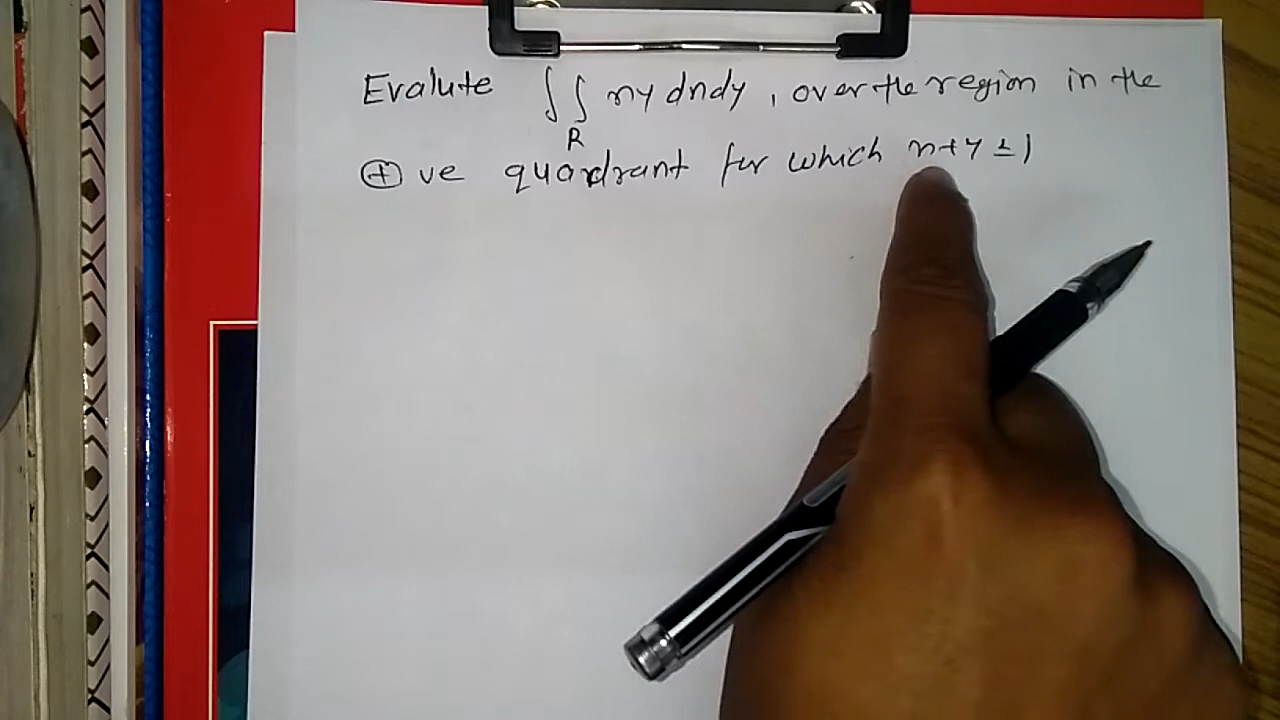 Evalute ∫∫ xy dxdy, over the region in the
R
⊕ ve quadrant for which x+y ≤ 1